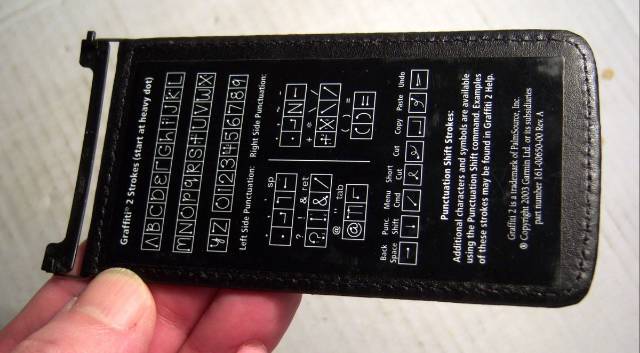 Graffiti® 2 Strokes (start at heavy dot)
ABCDEFGhiJKL
mNOPqRStUVWX
yZ 0123456789
Left Side Punctuation: Right Side Punctuation:
. , ' sp
? ! & ret + * \ /
@ " tab ( ) =
Back Space Punc. Shift Menu Cmd Short Cut Cut Copy Paste Undo
Punctuation Shift Strokes:
Additional characters and symbols are available
using the Punctuation Shift command. Examples
of these strokes may be found in Graffiti 2 Help.
Graffiti 2 is a trademark of PalmSource, Inc
© Copyright 2003 Garmin Ltd. or its subsidiaries
part number 161-00650-00 Rev A